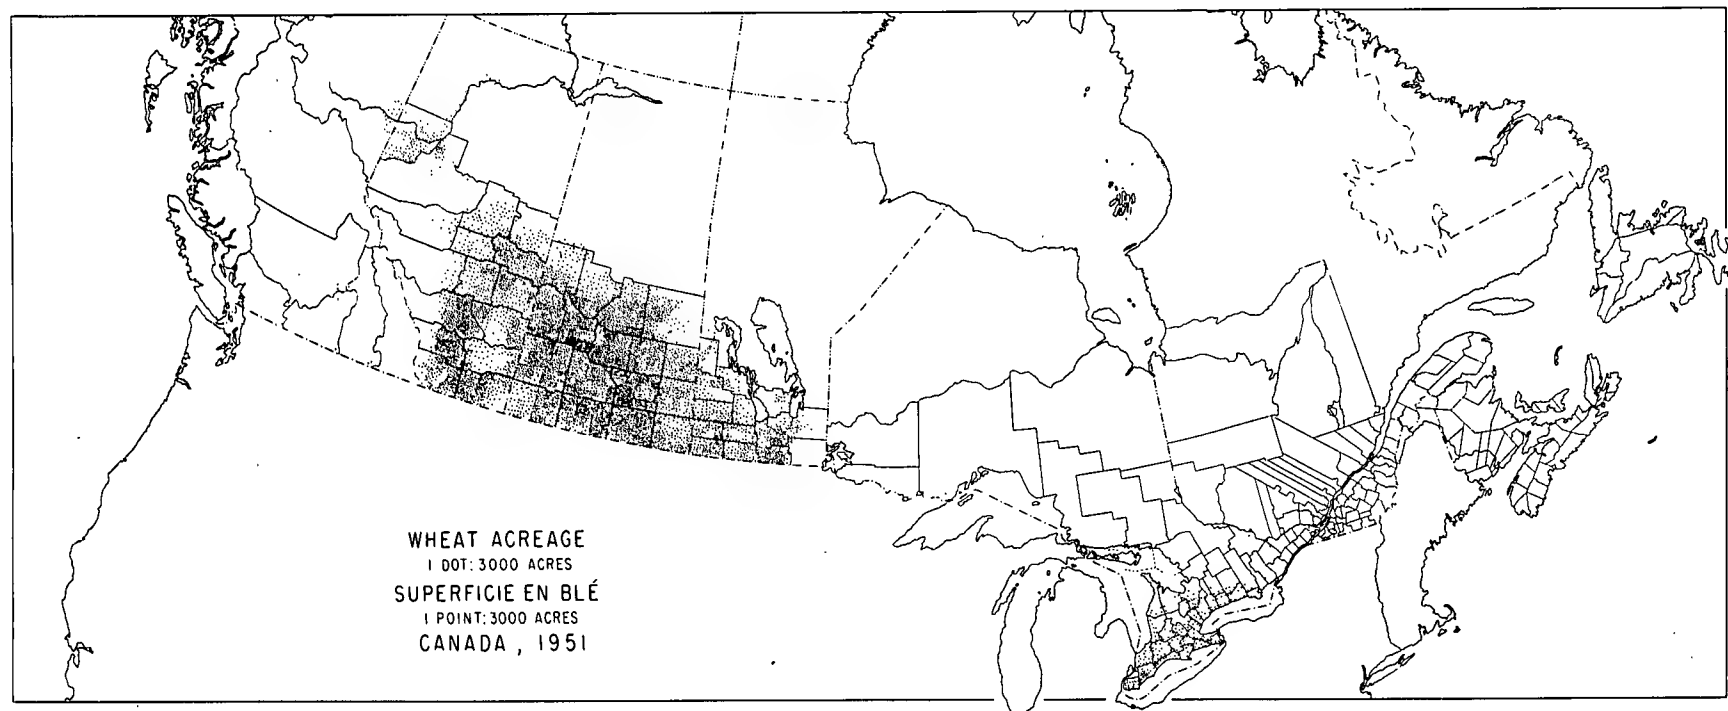 WHEAT ACREAGE
1 DOT: 3000 ACRES
SUPERFICIE EN BLÉ
1 POINT: 3000 ACRES
CANADA, 1951